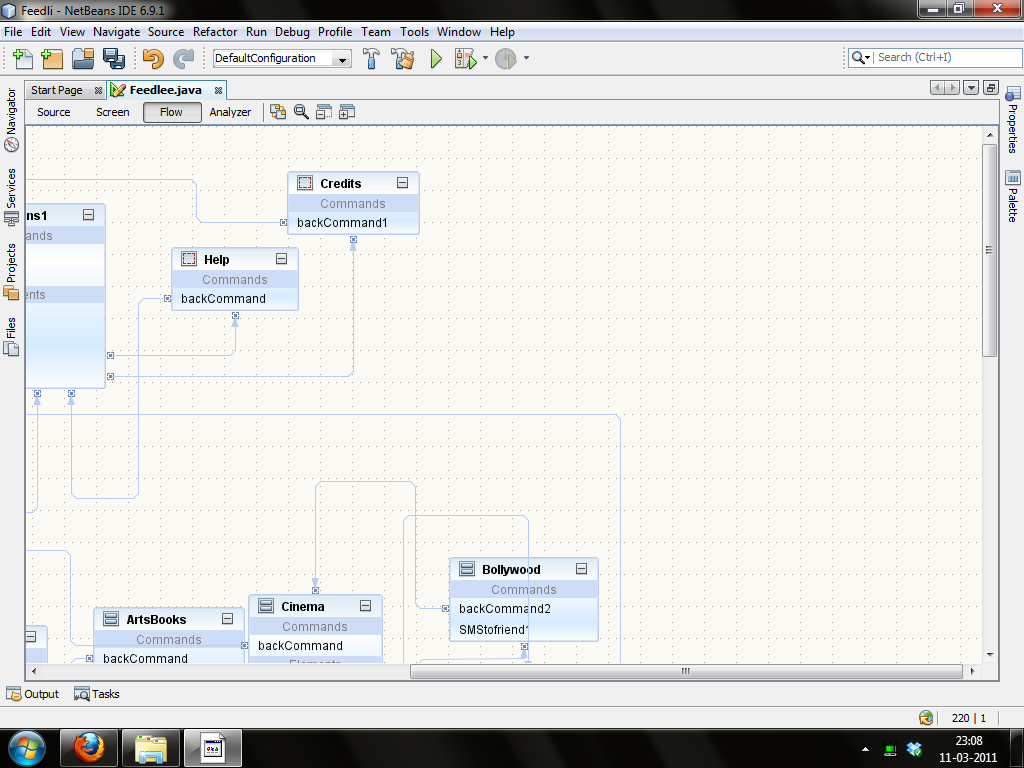 Feedli - NetBeans IDE 6.9.1
File Edit View Navigate Source Refactor Run Debug Profile Team Tools Window Help
DefaultConfiguration
Search (Ctrl+I)
Start Page
Feedlee.java
Source Screen Flow Analyzer
Navigator
Services
Projects
Files
Properties
Palette
Credits
Commands
backCommand1
ns1
ands
ents
Help
Commands
backCommand
Bollywood
Commands
backCommand2
SMStofriend1
Cinema
Commands
backCommand
Elements
ArtsBooks
Commands
backCommand
Output Tasks
220 | 1
23:08
11-03-2011